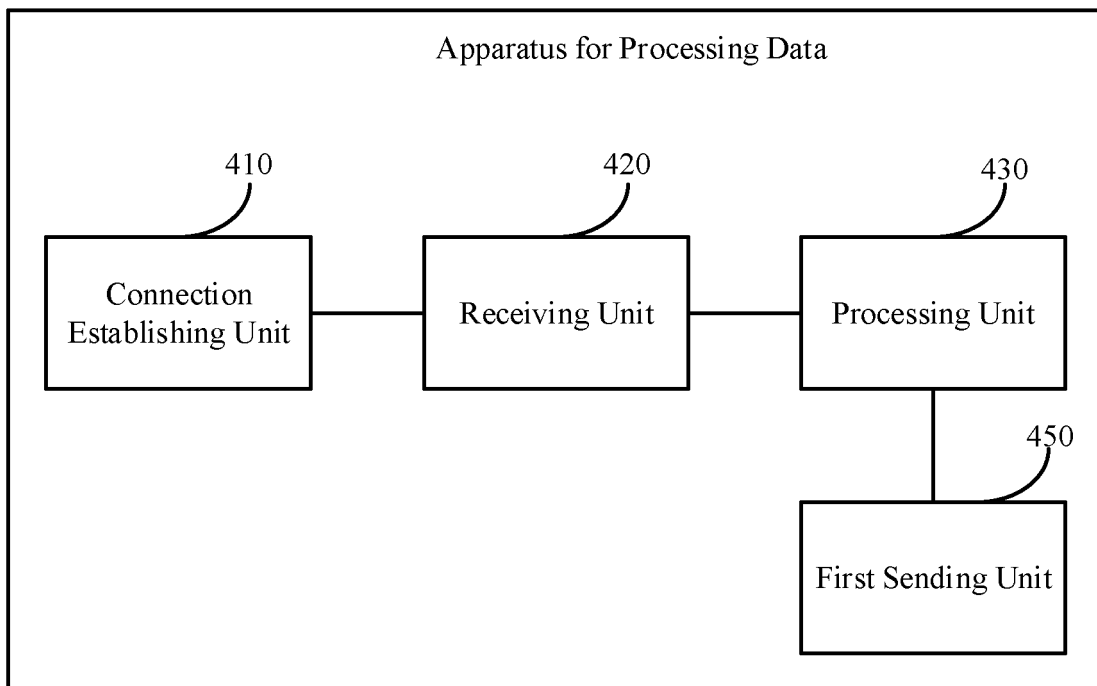 Apparatus for Processing Data
410
420
430
Connection
Establishing Unit
Receiving Unit
Processing Unit
450
First Sending Unit